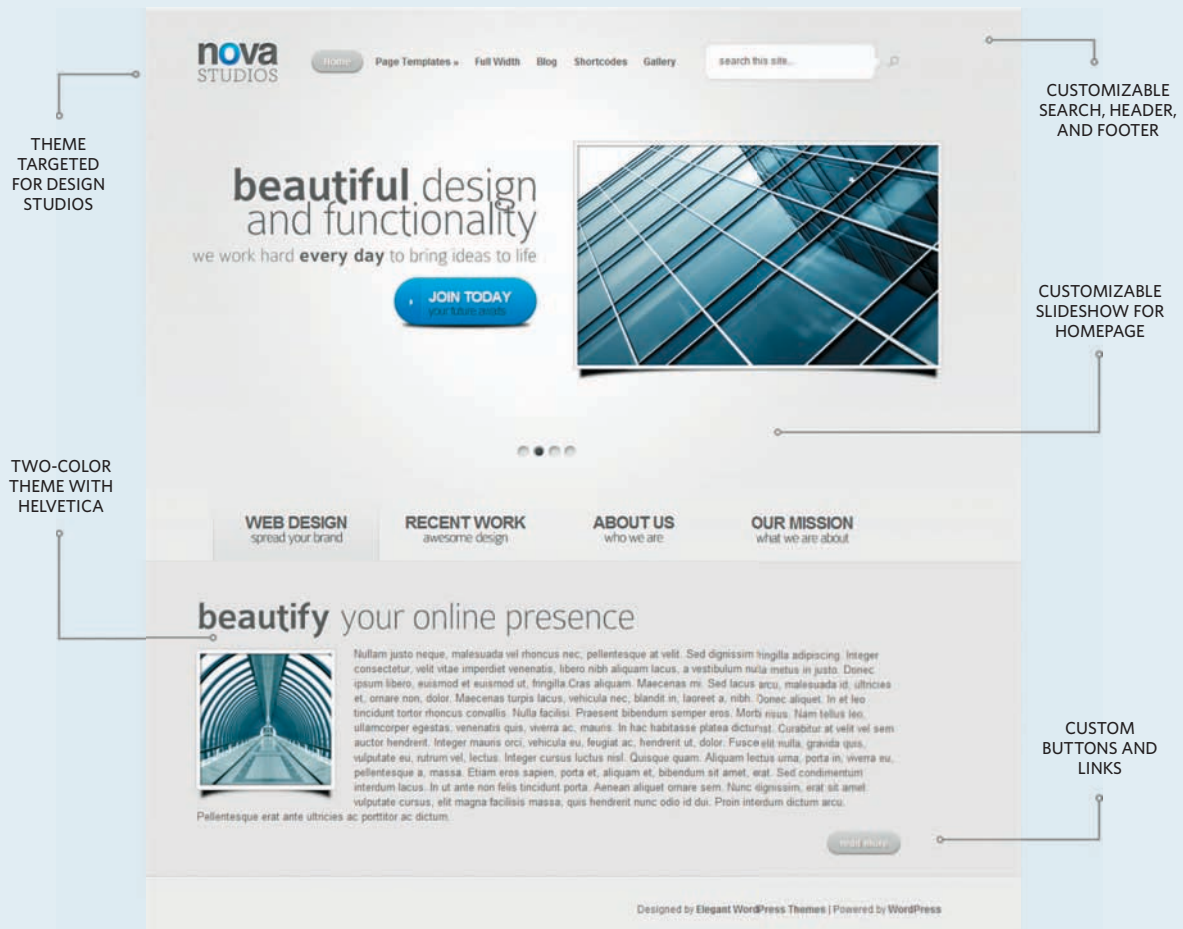 nova
STUDIOS
Home
Page Templates »
Full Width
Blog
Shortcodes
Gallery
search this site...
THEME
TARGETED
FOR DESIGN
STUDIOS
CUSTOMIZABLE
SEARCH, HEADER,
AND FOOTER
beautiful design
and functionality
we work hard every day to bring ideas to life
JOIN TODAY
your future awaits
CUSTOMIZABLE
SLIDESHOW FOR
HOMEPAGE
TWO-COLOR
THEME WITH
HELVETICA
WEB DESIGN
spread your brand
RECENT WORK
awesome design
ABOUT US
who we are
OUR MISSION
what we are about
beautify your online presence
Nullam justo neque, malesuada vel rhoncus nec, pellentesque at velit. Sed dignissim fringilla adipiscing. Integer
consectetur, velit vitae imperdiet venenatis, libero nibh aliquam lacus, a vestibulum nulla metus in justo. Donec
ipsum libero, euismod et euismod ut, fringilla Cras aliquam. Maecenas mi. Sed lacus arcu, malesuada id, ultricies
et, ornare non, dolor. Maecenas turpis lacus, vehicula nec, blandit in, laoreet a, nibh. Donec aliquet. In et leo
tincidunt tortor rhoncus convallis. Nulla facilisi. Praesent bibendum semper eros. Morbi risus. Nam tellus leo,
ullamcorper egestas, venenatis quis, viverra ac, mauris. In hac habitasse platea dictumst. Curabitur at velit vel sem
auctor hendrerit. Integer mauris orci, vehicula eu, feugiat ac, hendrerit ut, dolor. Fusce elit nulla, gravida quis,
vulputate eu, rutrum vel, lectus. Integer cursus luctus nisl. Quisque quam. Aliquam lectus urna, porta in, viverra eu,
pellentesque a, massa. Etiam eros sapien, porta et, aliquam et, bibendum sit amet, erat. Sed condimentum
interdum lacus. In ut ante non felis tincidunt porta. Aenean aliquet ornare sem. Nunc dignissim, erat sit amet
vulputate cursus, elit magna facilisis massa, quis hendrerit nunc odio id dui. Proin interdum dictum arcu.
Pellentesque erat ante ultricies ac porttitor ac dictum.
read more
CUSTOM
BUTTONS AND
LINKS
Designed by Elegant WordPress Themes | Powered by WordPress